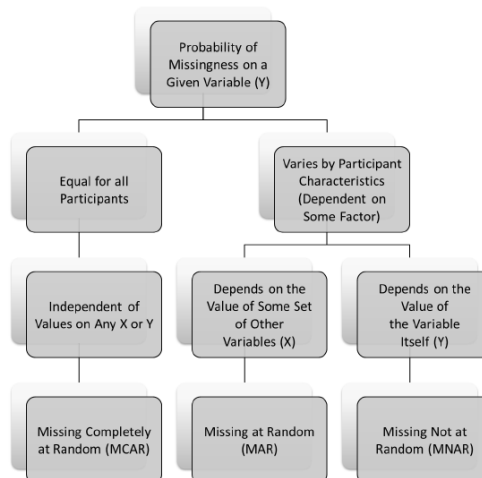 Probability of
Missingness on a
Given Variable (Y)
Equal for all
Participants
Varies by Participant
Characteristics
(Dependent on
Some Factor)
Independent of
Values on Any X or Y
Depends on the
Value of Some Set
of Other
Variables (X)
Depends on the
Value of
the Variable
Itself (Y)
Missing Completely
at Random (MCAR)
Missing at Random
(MAR)
Missing Not at
Random (MNAR)